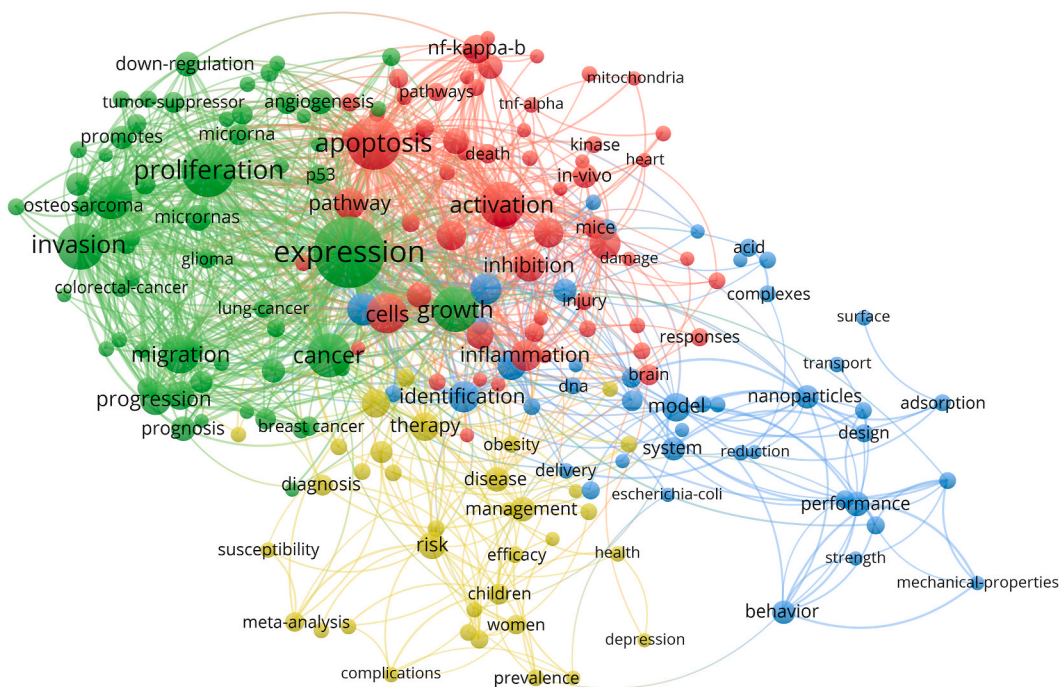 nf-kappa-b
down-regulation
mitochondria
pathways
tumor-suppressor
angiogenesis
tnf-alpha
promotes
microrna
apoptosis
death
kinase
heart
proliferation
p53
in-vivo
osteosarcoma
micrornas
pathway
activation
mice
invasion
expression
acid
glioma
inhibition
damage
colorectal-cancer
complexes
injury
lung-cancer
cells
growth
surface
responses
migration
cancer
inflammation
transport
brain
dna
progression
identification
model
nanoparticles
adsorption
prognosis
breast cancer
therapy
design
obesity
system
reduction
delivery
diagnosis
disease
escherichia-coli
management
performance
susceptibility
risk
efficacy
health
strength
mechanical-properties
children
meta-analysis
women
behavior
depression
complications
prevalence